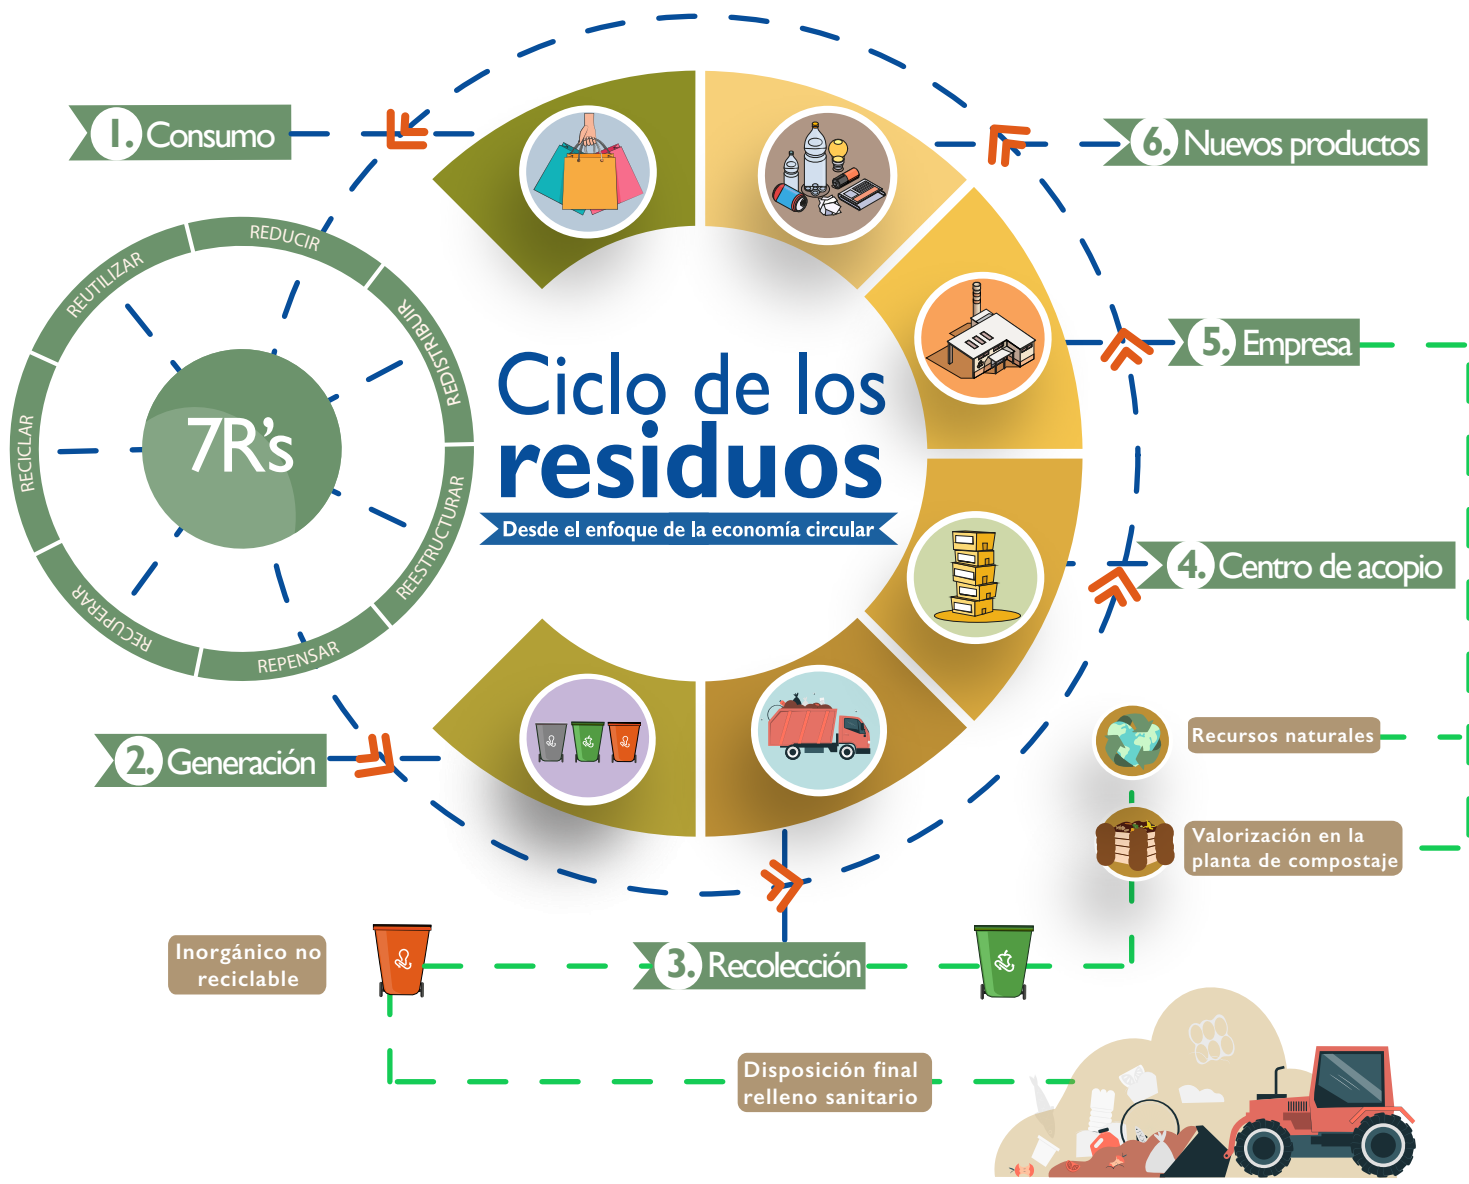 1. Consumo
6. Nuevos productos
REDUCIR
REDISTRIBUIR
REESTRUCTURAR
REPENSAR
RECUPERAR
RECICLAR
REUTILIZAR
7R's
Ciclo de los
residuos
Desde el enfoque de la economía circular
5. Empresa
4. Centro de acopio
2. Generación
Recursos naturales
Valorización en la
planta de compostaje
Inorgánico no
reciclable
3. Recolección
Disposición final
relleno sanitario